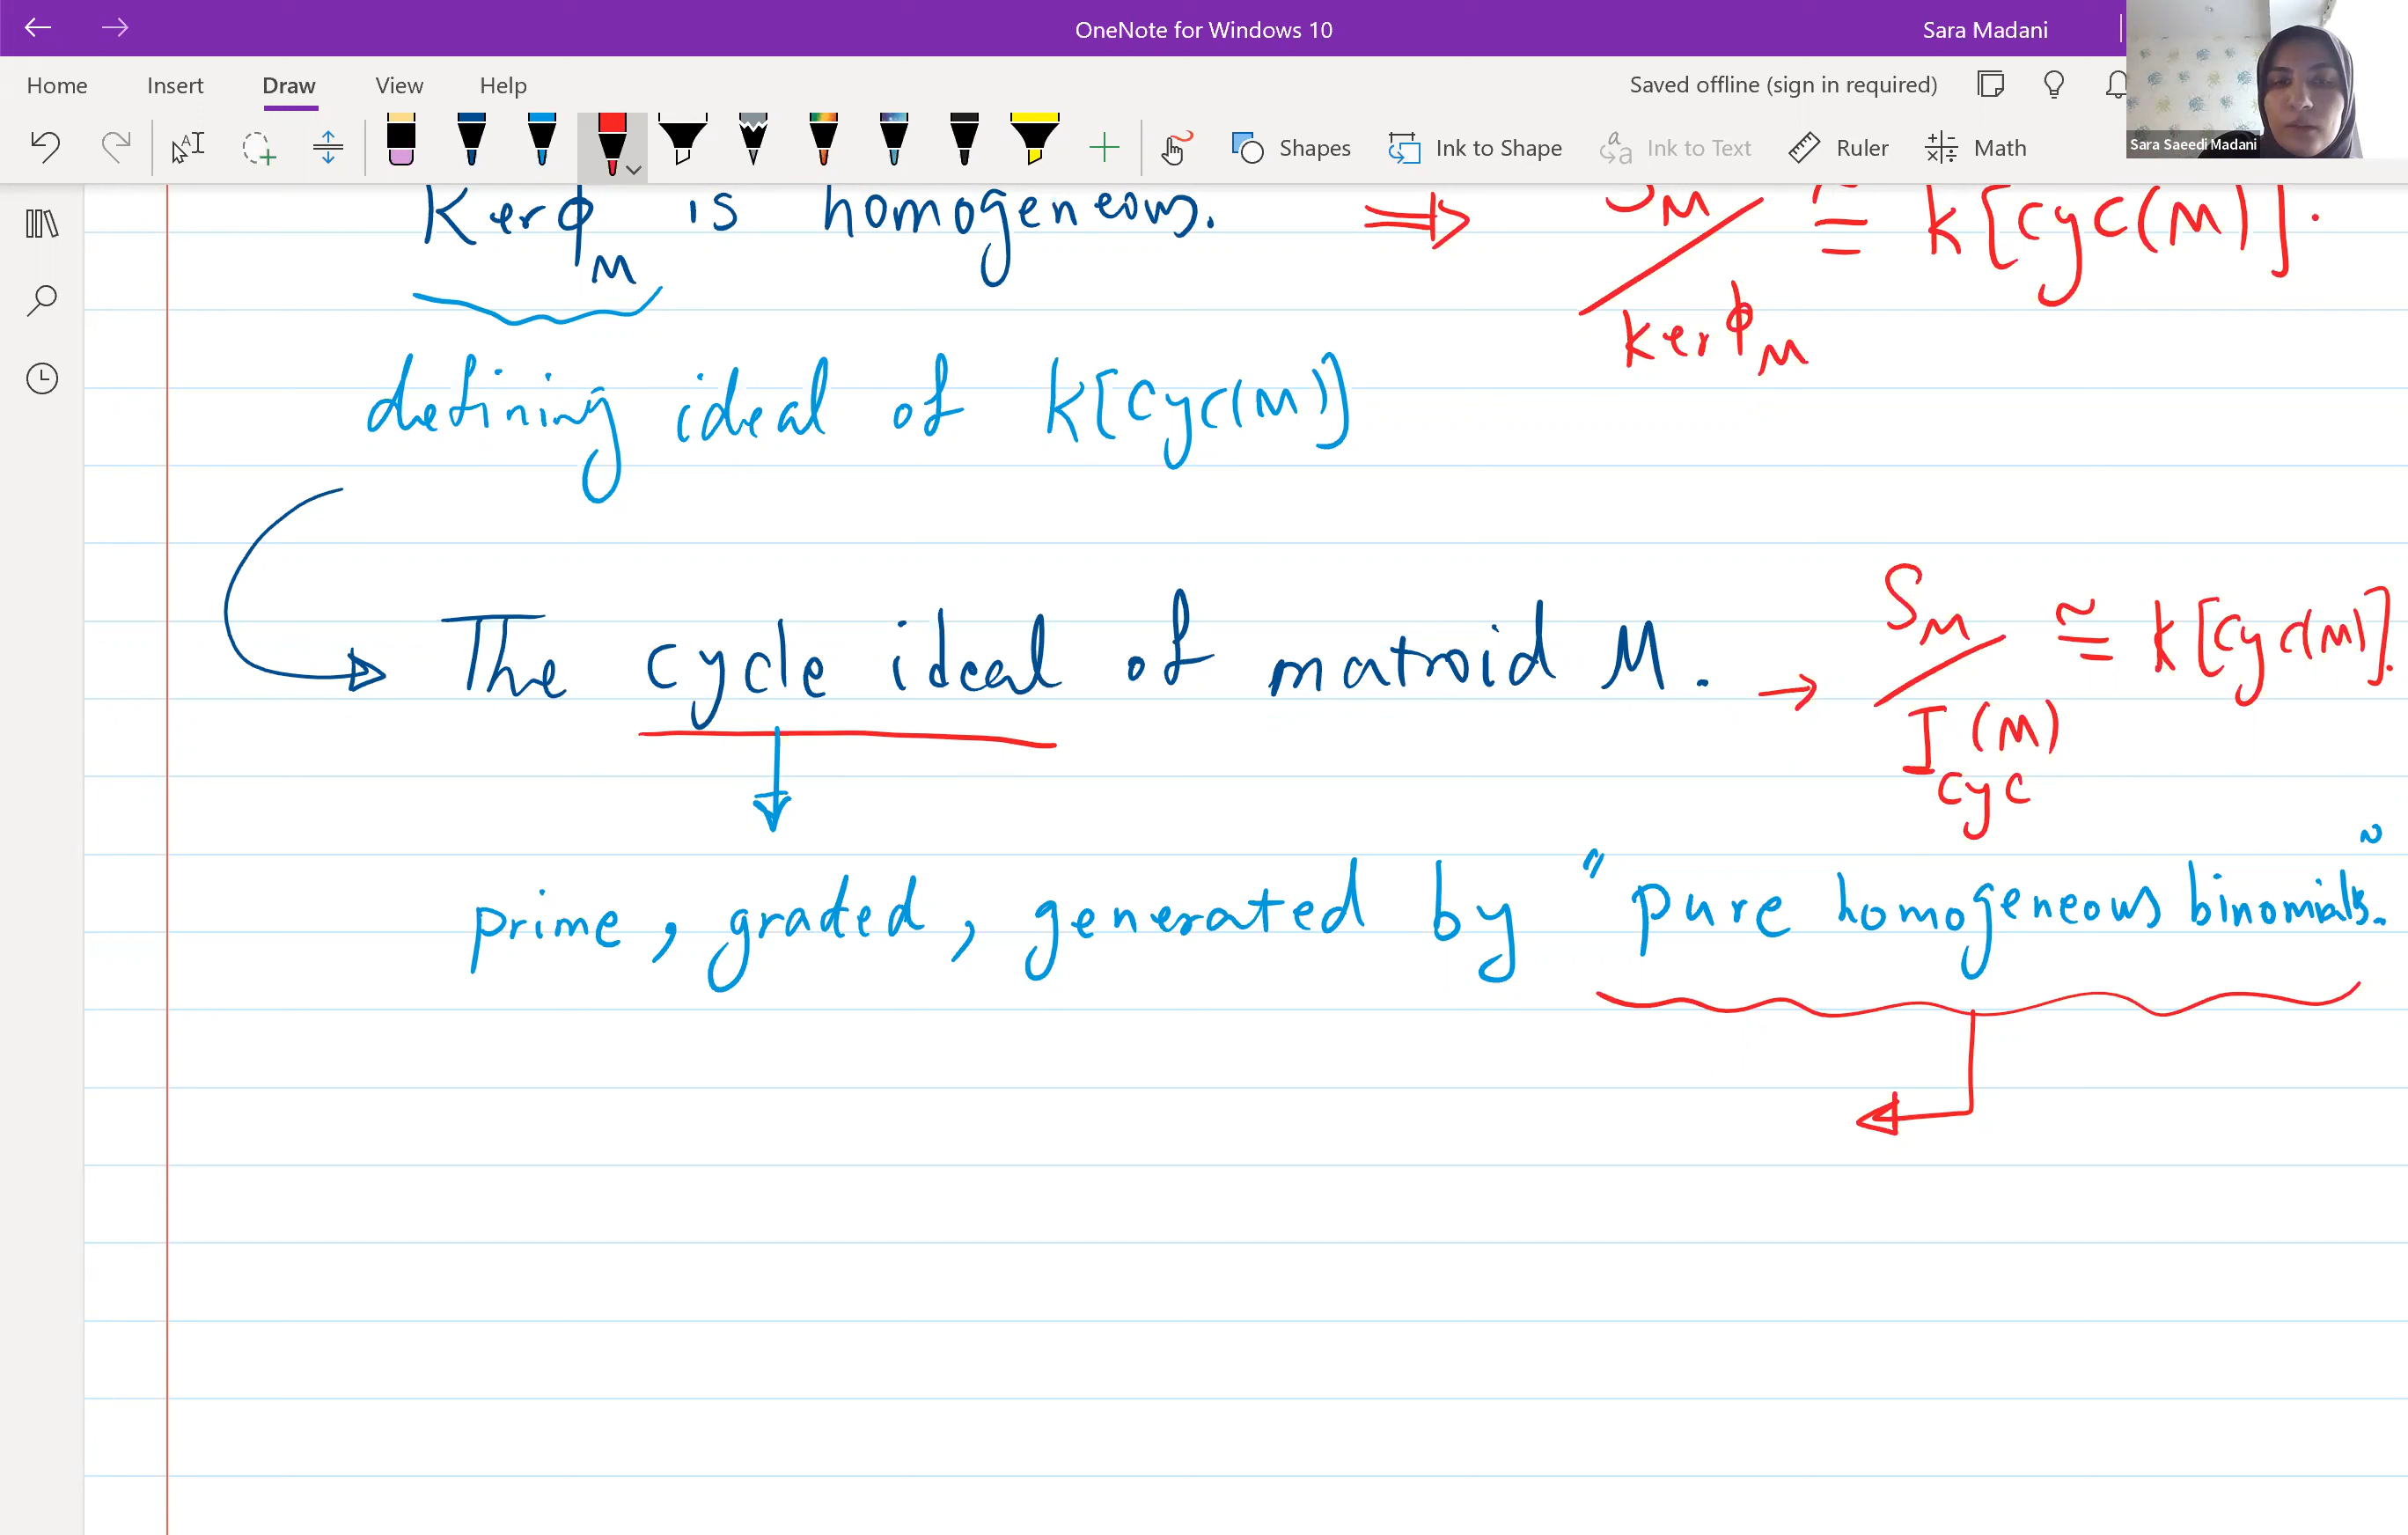 OneNote for Windows 10
Sara Madani
Home Insert Draw View Help
Saved offline (sign in required)
Shapes Ink to Shape Ink to Text Ruler Math
Sara Saeedi Madani
Kerϕ_M is homogeneous. ⟹ S_M / kerϕ_M ≅ k[Cyc(M)].
defining ideal of k[Cyc(M)]
The cycle ideal of matroid M. → S_M / I_cyc(M) ≅ k[Cyc(M)].
prime, graded, generated by "pure homogeneous binomials."